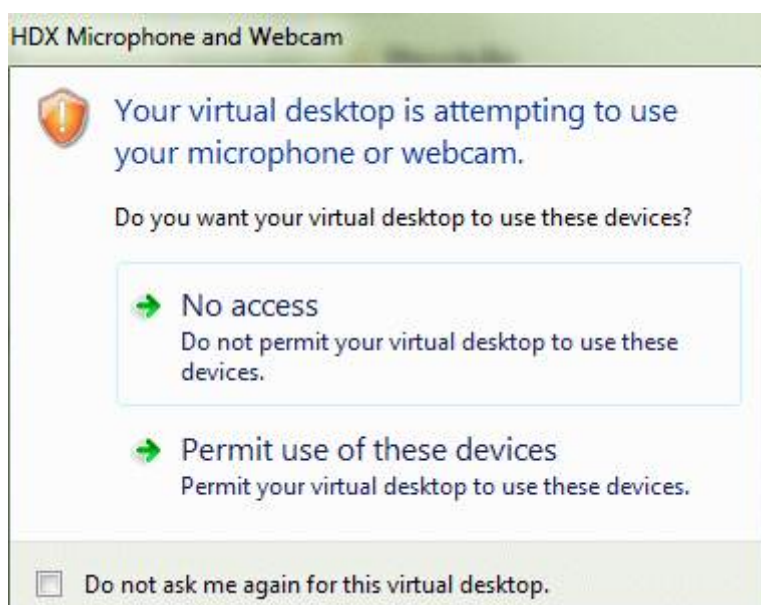 HDX Microphone and Webcam
Your virtual desktop is attempting to use
your microphone or webcam.
Do you want your virtual desktop to use these devices?
No access
Do not permit your virtual desktop to use these
devices.
Permit use of these devices
Permit your virtual desktop to use these devices.
Do not ask me again for this virtual desktop.